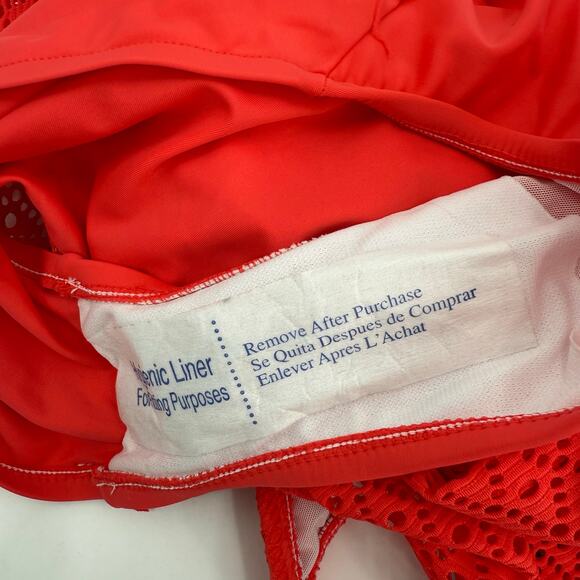 Liner
Purposes
Remove After Purchase
Se Quita Despues de Comprar
Enlever Apres L'Achat